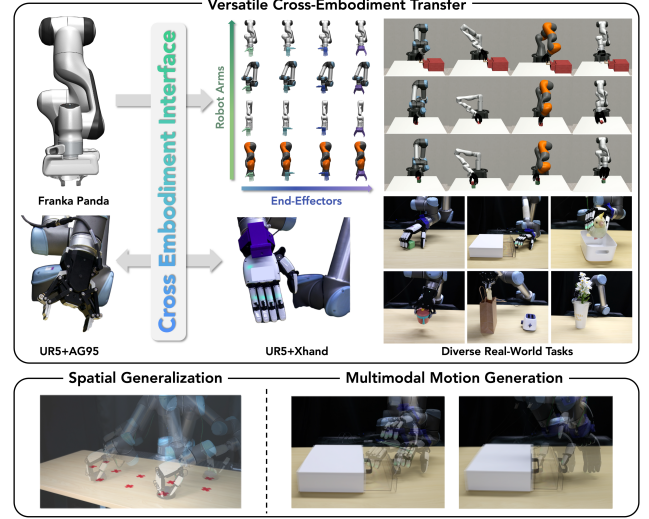 Versatile Cross-Embodiment Transfer
Franka Panda
Cross Embodiment Interface
Robot Arms
End-Effectors
UR5+AG95
UR5+Xhand
Diverse Real-World Tasks
Spatial Generalization
Multimodal Motion Generation